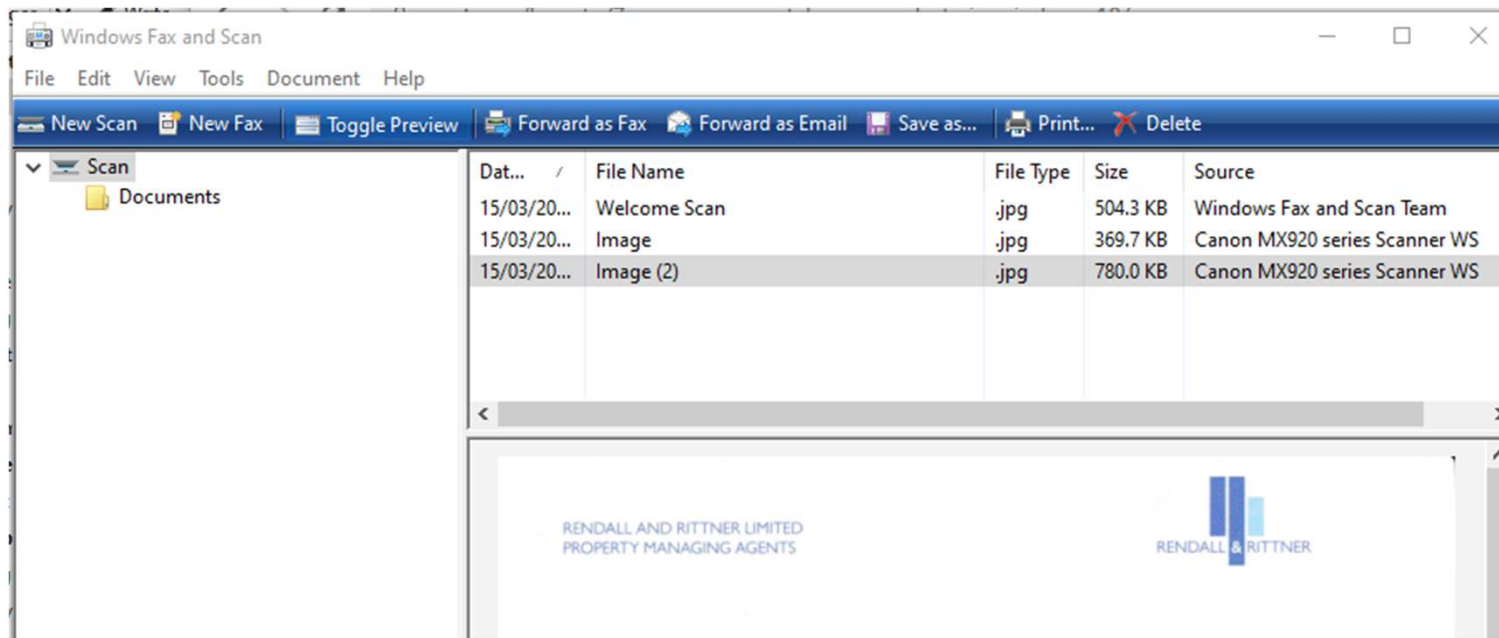 Windows Fax and Scan
File Edit View Tools Document Help
New Scan New Fax Toggle Preview Forward as Fax Forward as Email Save as... Print... Delete
Scan
Documents
Dat... File Name File Type Size Source
15/03/20... Welcome Scan .jpg 504.3 KB Windows Fax and Scan Team
15/03/20... Image .jpg 369.7 KB Canon MX920 series Scanner WS
15/03/20... Image (2) .jpg 780.0 KB Canon MX920 series Scanner WS
RENDALL AND RITTNER LIMITED
PROPERTY MANAGING AGENTS
RENDALL & RITTNER